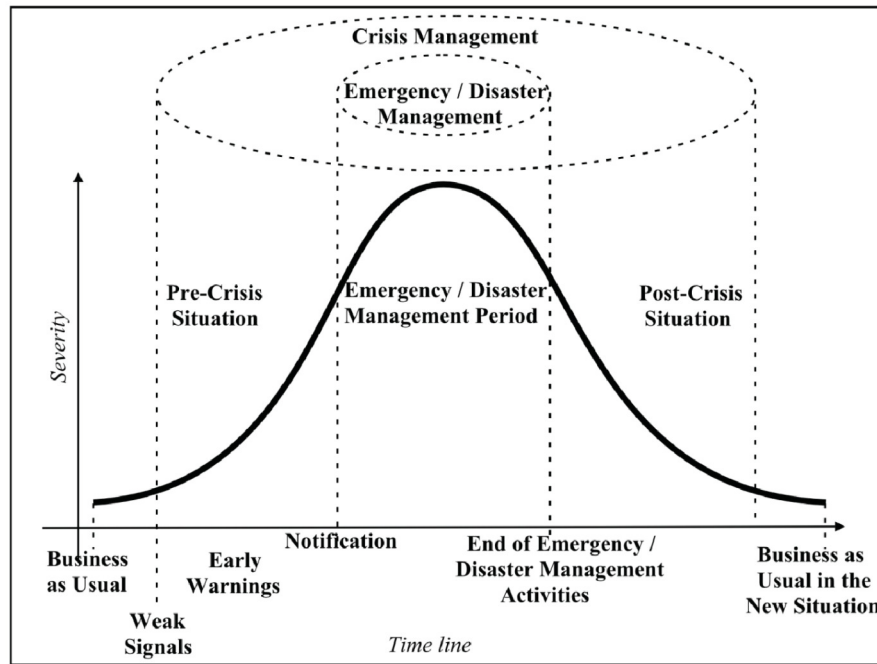 Crisis Management
Emergency / Disaster
Management
Pre-Crisis
Situation
Emergency / Disaster
Management Period
Post-Crisis
Situation
Severity
Business
as Usual
Weak
Signals
Early
Warnings
Notification
End of Emergency /
Disaster Management
Activities
Business as
Usual in the
New Situation
Time line